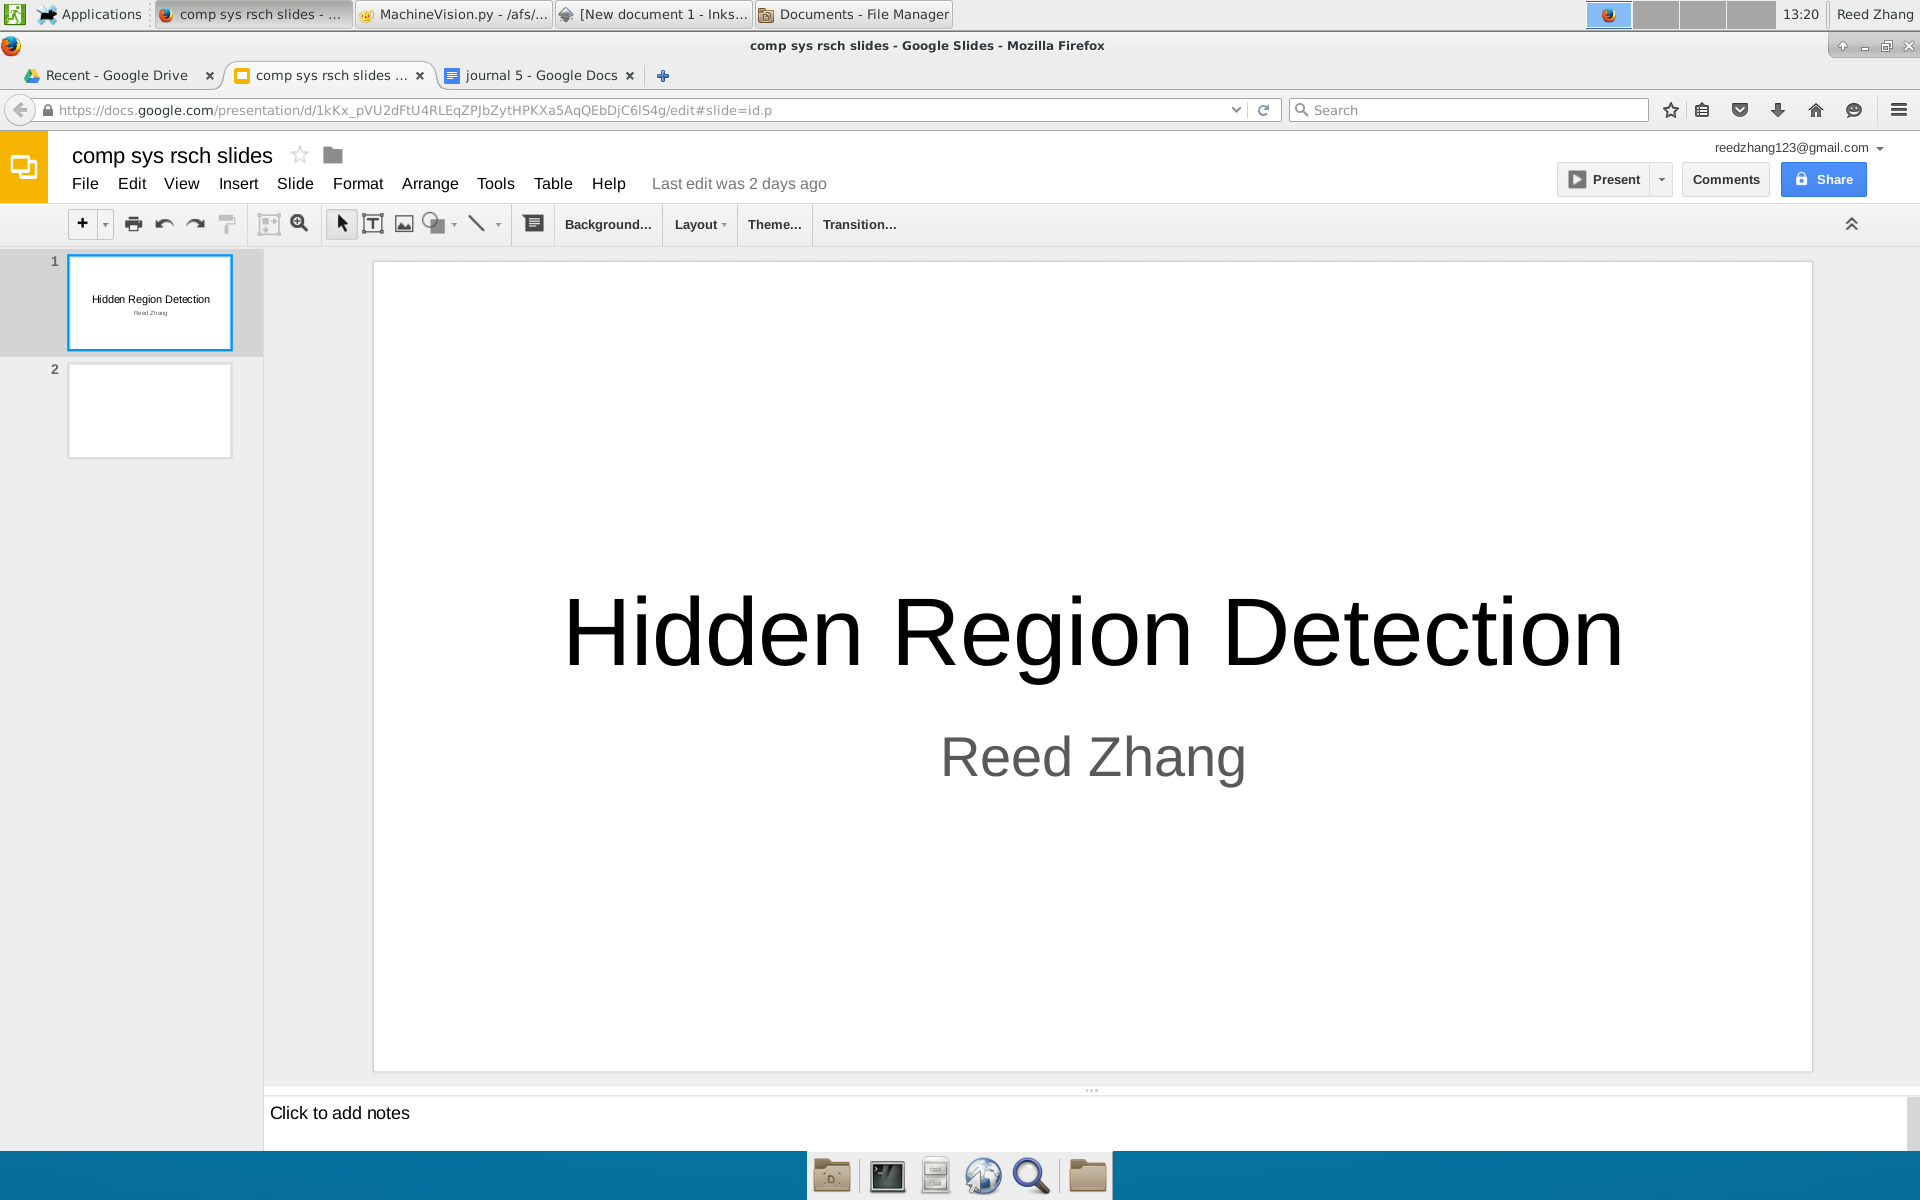 Applications
comp sys rsch slides - ...
MachineVision.py - /afs/...
[New document 1 - Inks...
Documents - File Manager
13:20
Reed Zhang
comp sys rsch slides - Google Slides - Mozilla Firefox
Recent - Google Drive
comp sys rsch slides ...
journal 5 - Google Docs
https://docs.google.com/presentation/d/1kKx_pVU2dFtU4RLEqZPJbZytHPKXa5AqQEbDjC6lS4g/edit#slide=id.p
Search
comp sys rsch slides
reedzhang123@gmail.com
File Edit View Insert Slide Format Arrange Tools Table Help Last edit was 2 days ago
Present
Comments
Share
Background...
Layout
Theme...
Transition...
1
Hidden Region Detection
Reed Zhang
2
Hidden Region Detection
Reed Zhang
Click to add notes
D